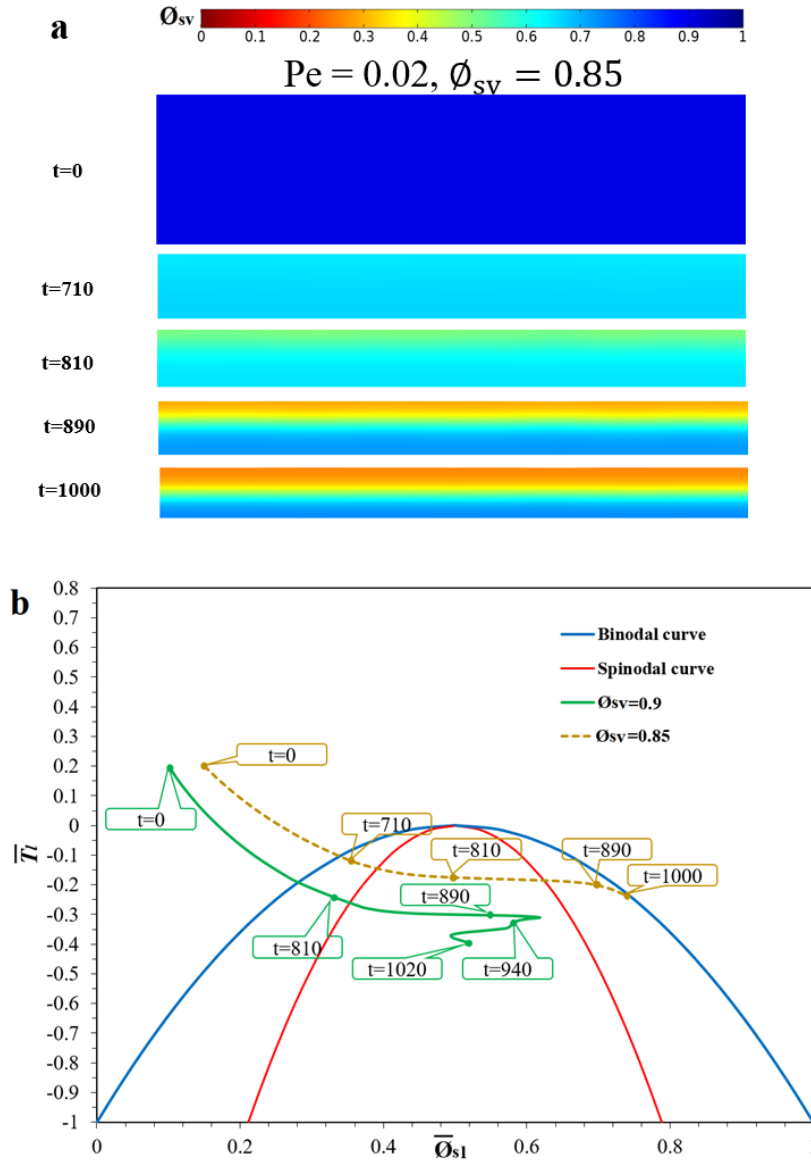 a
Øsv
0 0.1 0.2 0.3 0.4 0.5 0.6 0.7 0.8 0.9 1
Pe = 0.02, ∅sv = 0.85
t=0
t=710
t=810
t=890
t=1000
b
0.8
0.7
0.6
0.5
0.4
0.3
0.2
0.1
0
-0.1
-0.2
-0.3
-0.4
-0.5
-0.6
-0.7
-0.8
-0.9
-1
T̅l
Binodal curve
Spinodal curve
Øsv=0.9
Øsv=0.85
t=0
t=0
t=710
t=810
t=890
t=1000
t=890
t=810
t=1020
t=940
0 0.2 0.4 0.6 0.8
Ø̅sl